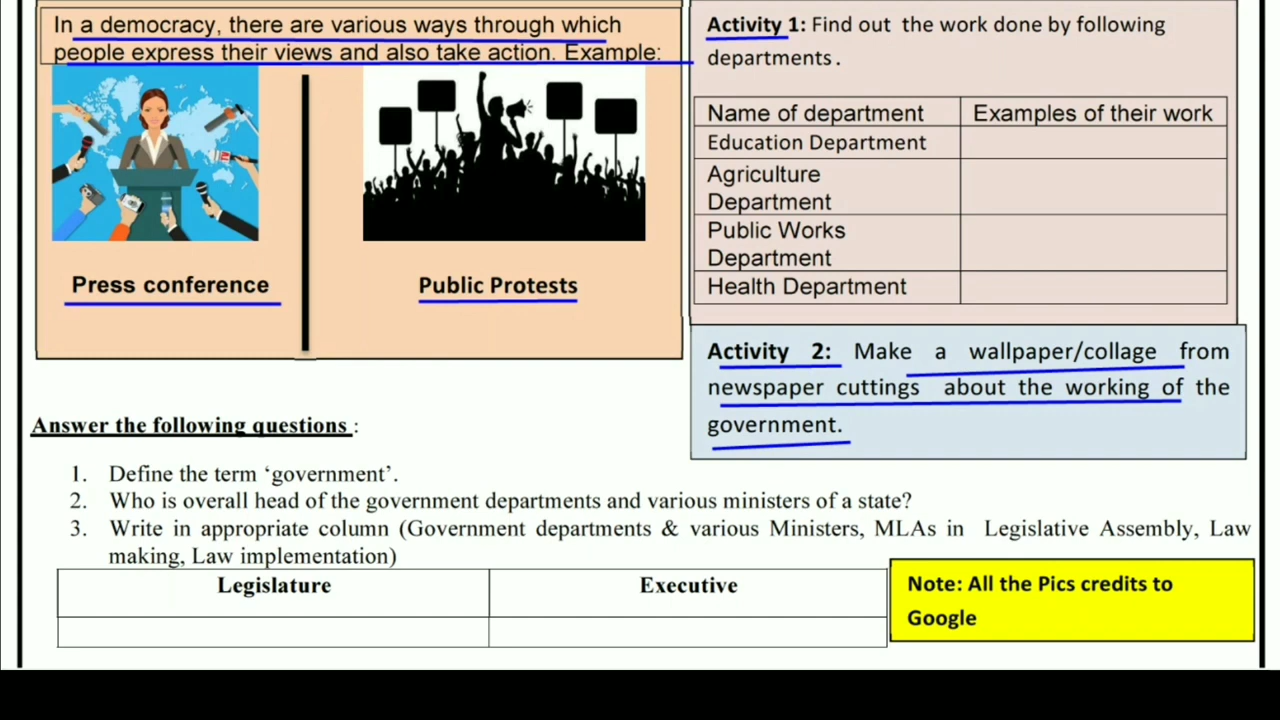 In a democracy, there are various ways through which
people express their views and also take action. Example:
Press conference
Public Protests
Activity 1: Find out the work done by following
departments.
Name of department
Examples of their work
Education Department
Agriculture
Department
Public Works
Department
Health Department
Activity 2: Make a wallpaper/collage from
newspaper cuttings about the working of the
government.
Answer the following questions :
1. Define the term ‘government’.
2. Who is overall head of the government departments and various ministers of a state?
3. Write in appropriate column (Government departments & various Ministers, MLAs in Legislative Assembly, Law
making, Law implementation)
Legislature
Executive
Note: All the Pics credits to
Google